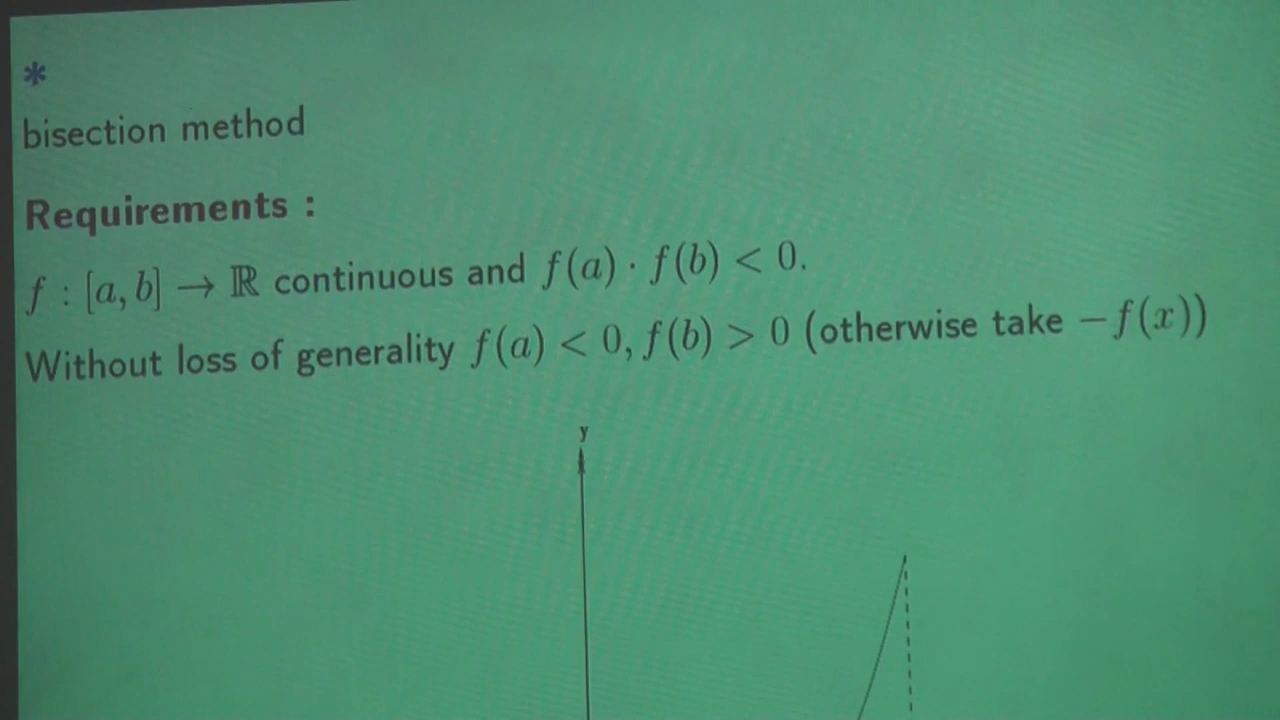 *
bisection method
Requirements :
f : [a, b] → ℝ continuous and f(a) · f(b) < 0.
Without loss of generality f(a) < 0, f(b) > 0 (otherwise take −f(x))
y